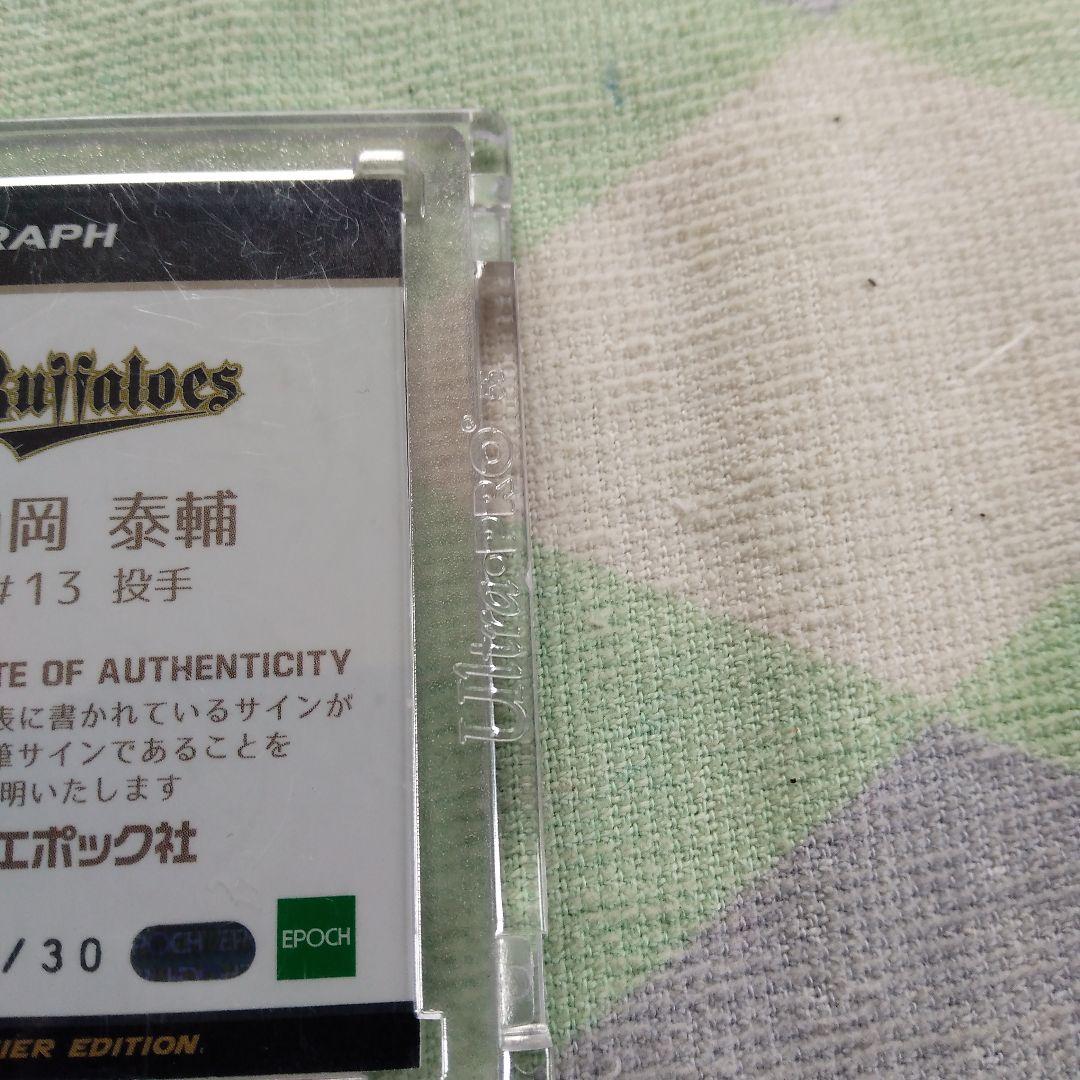 RAPH
Buffaloes
岡 泰輔
#13 投手
TE OF AUTHENTICITY
表に書かれているサインが
筆サインであることを
明いたします
エポック社
/30
EPOCH
EPOCH
IER EDITION
Ultra PRO®